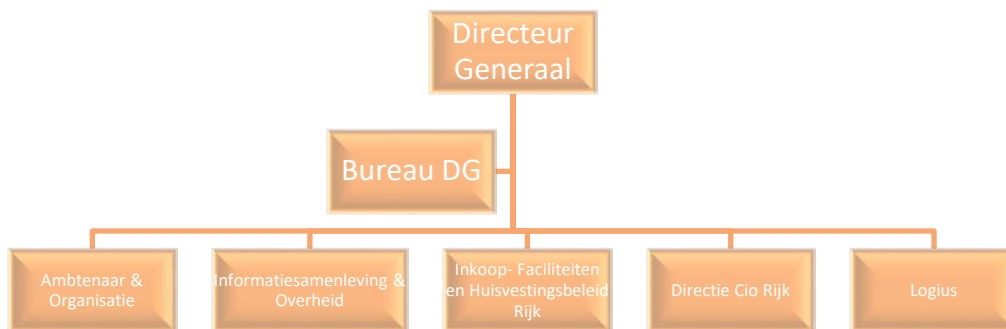 Directeur
Generaal
Bureau DG
Ambtenaar &
Organisatie
Informatiesamenleving &
Overheid
Inkoop- Faciliteiten
en Huisvestingsbeleid
Rijk
Directie Cio Rijk
Logius